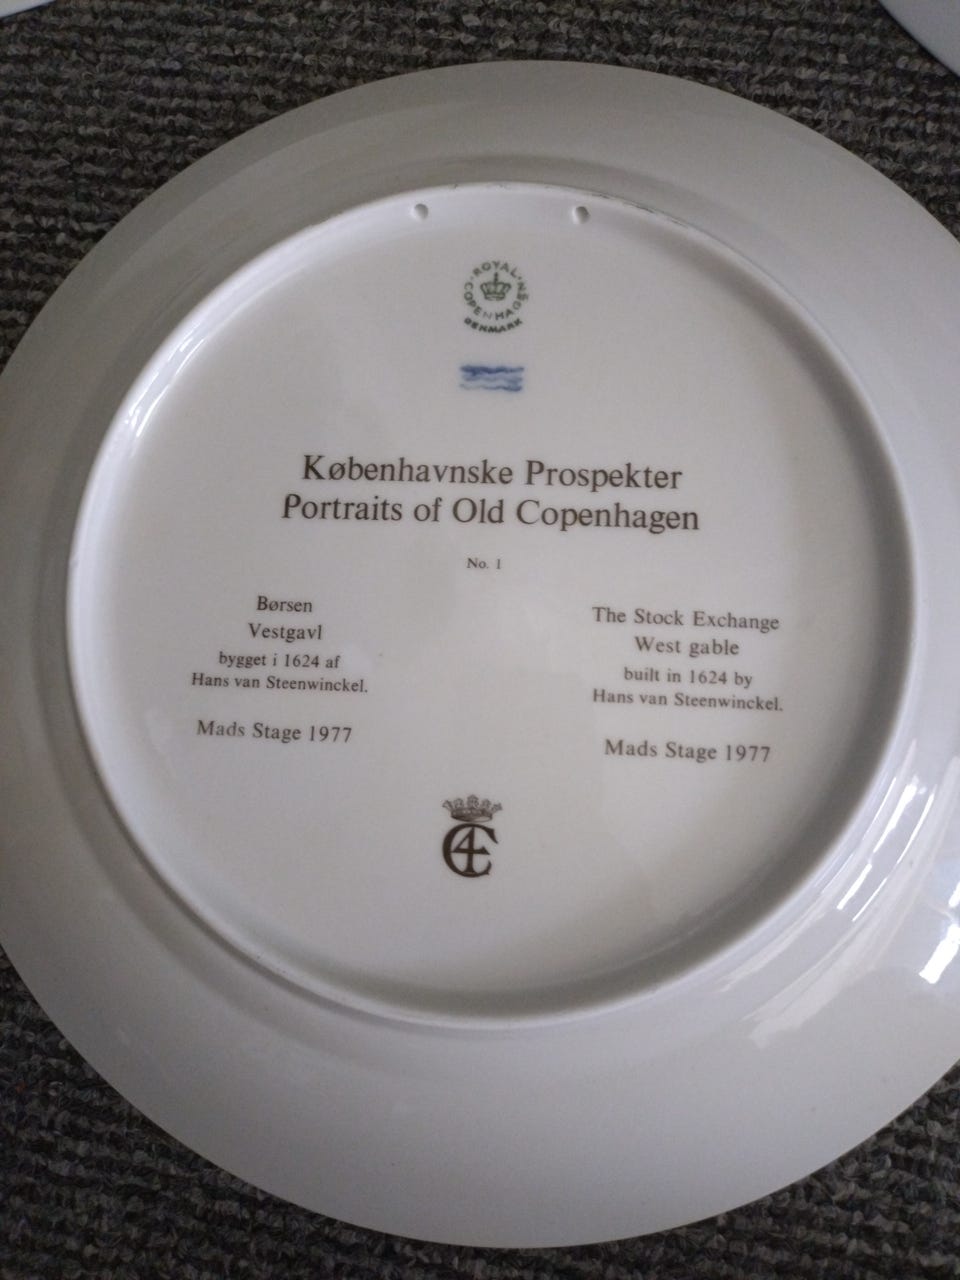 ROYAL
COPENHAGEN
DENMARK
Københavnske Prospekter
Portraits of Old Copenhagen
No. 1
Børsen
Vestgavl
bygget i 1624 af
Hans van Steenwinckel.
Mads Stage 1977
The Stock Exchange
West gable
built in 1624 by
Hans van Steenwinckel.
Mads Stage 1977
C4